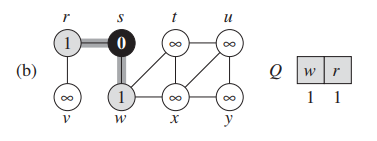 r s t u
1 0 ∞ ∞
(b) Q w r
∞ 1 ∞ ∞ 1 1
v w x y